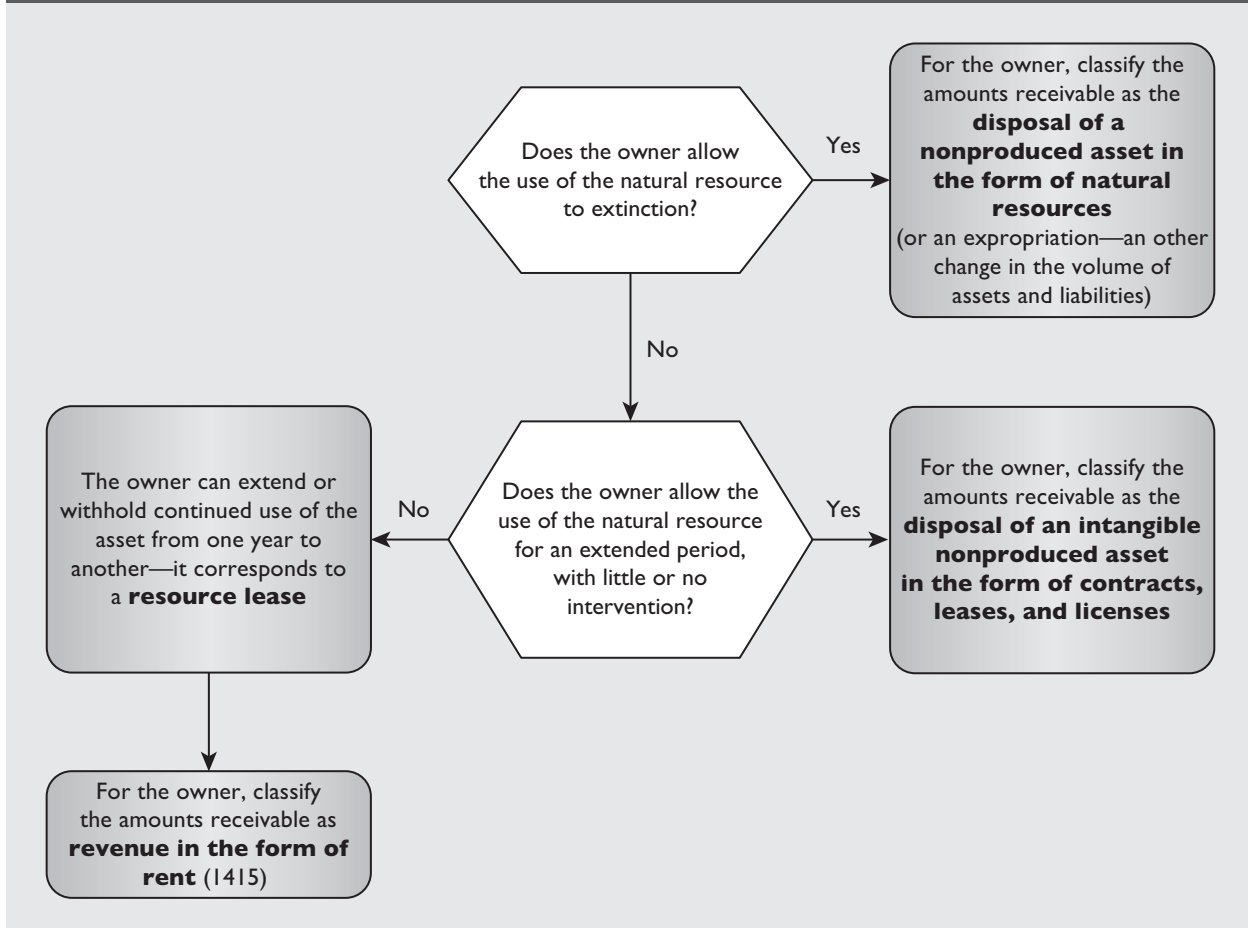 Does the owner allow
the use of the natural resource
to extinction?
Yes
For the owner, classify the
amounts receivable as the
disposal of a
nonproduced asset in
the form of natural
resources
(or an expropriation—an other
change in the volume of
assets and liabilities)
No
Does the owner allow the
use of the natural resource
for an extended period,
with little or no
intervention?
Yes
For the owner, classify the
amounts receivable as the
disposal of an intangible
nonproduced asset
in the form of contracts,
leases, and licenses
No
The owner can extend or
withhold continued use of the
asset from one year to
another—it corresponds to
a resource lease
For the owner, classify
the amounts receivable as
revenue in the form of
rent (1415)